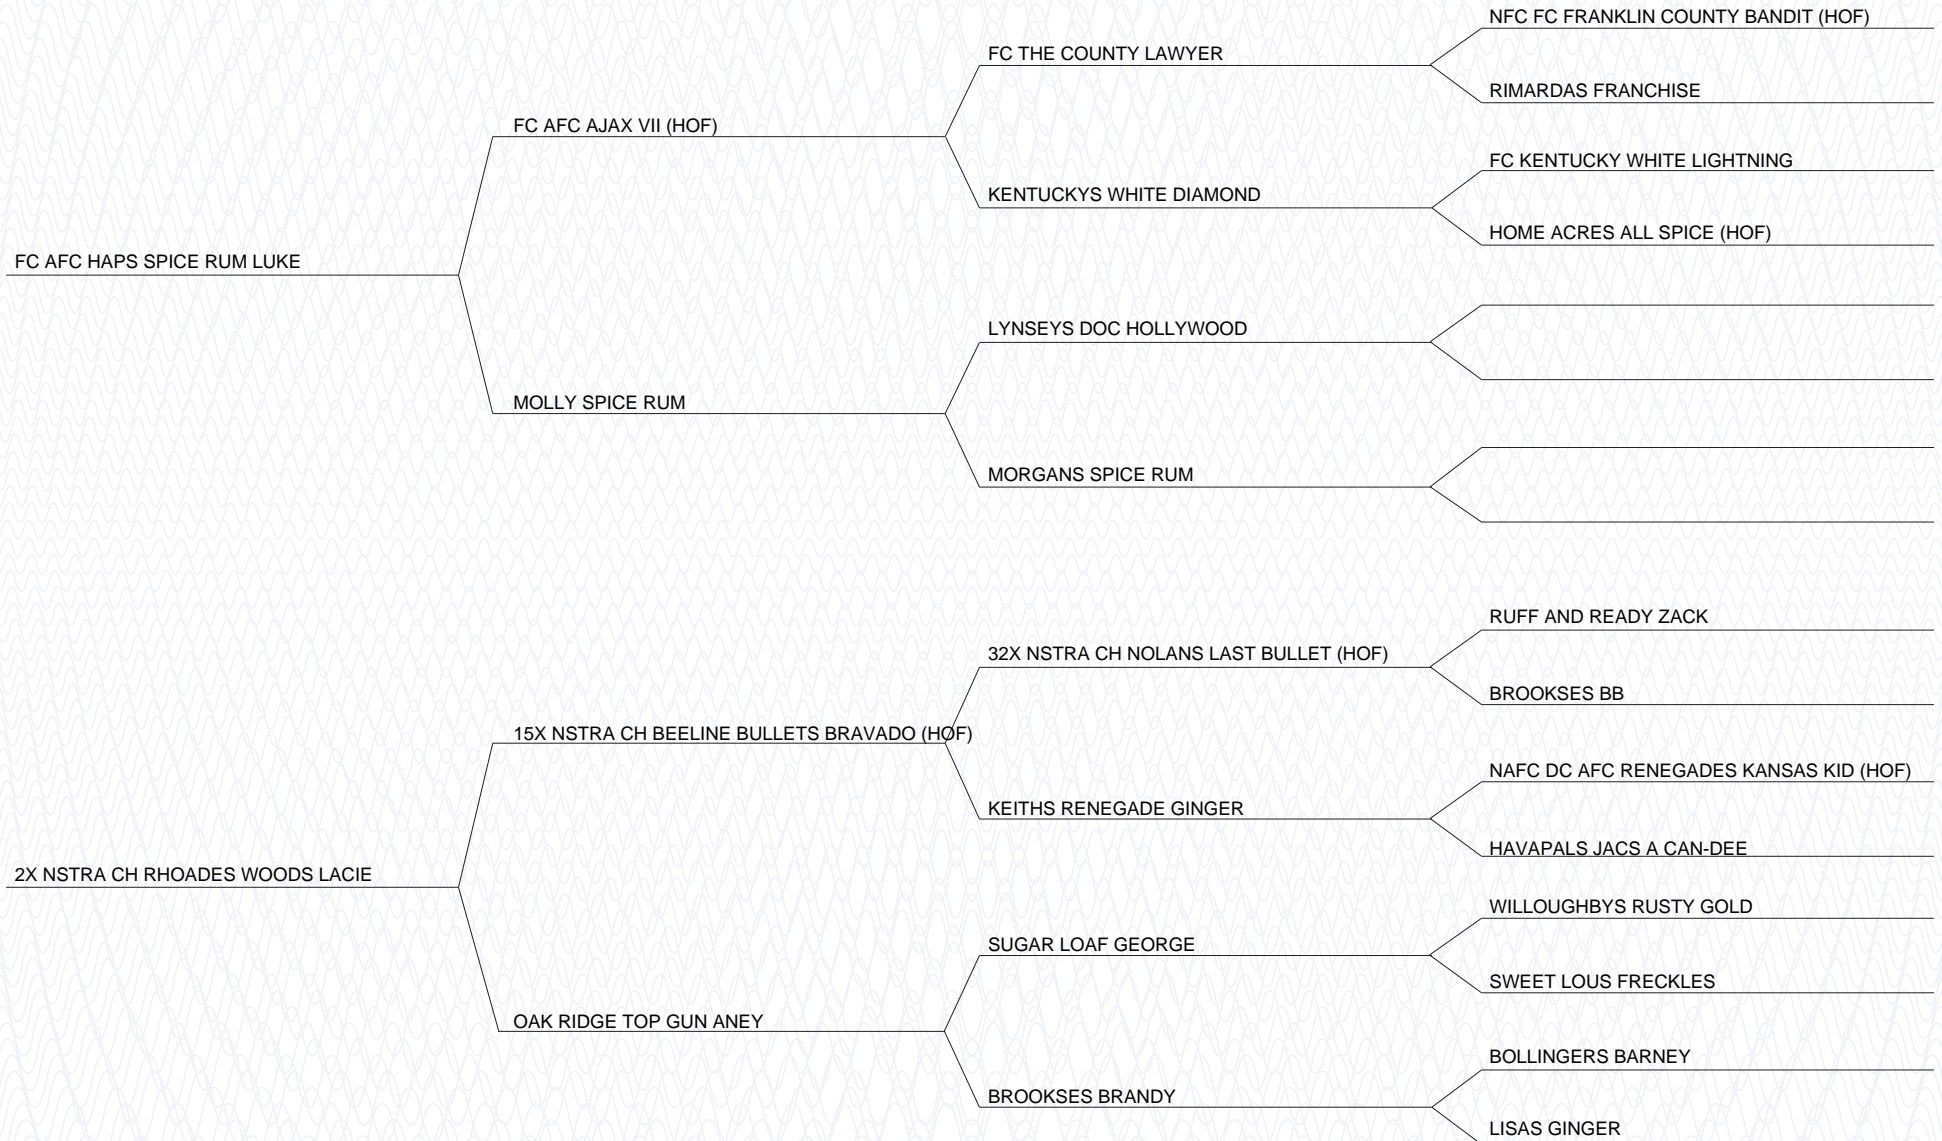 NFC FC FRANKLIN COUNTY BANDIT (HOF)
FC THE COUNTY LAWYER
RIMARDAS FRANCHISE
FC AFC AJAX VII (HOF)
FC KENTUCKY WHITE LIGHTNING
KENTUCKYS WHITE DIAMOND
HOME ACRES ALL SPICE (HOF)
FC AFC HAPS SPICE RUM LUKE
LYNSEYS DOC HOLLYWOOD
MOLLY SPICE RUM
MORGANS SPICE RUM
RUFF AND READY ZACK
32X NSTRA CH NOLANS LAST BULLET (HOF)
BROOKSES BB
15X NSTRA CH BEELINE BULLETS BRAVADO (HOF)
NAFC DC AFC RENEGADES KANSAS KID (HOF)
KEITHS RENEGADE GINGER
HAVAPALS JACS A CAN-DEE
2X NSTRA CH RHOADES WOODS LACIE
WILLOUGHBYS RUSTY GOLD
SUGAR LOAF GEORGE
SWEET LOUS FRECKLES
OAK RIDGE TOP GUN ANEY
BOLLINGERS BARNEY
BROOKSES BRANDY
LISAS GINGER